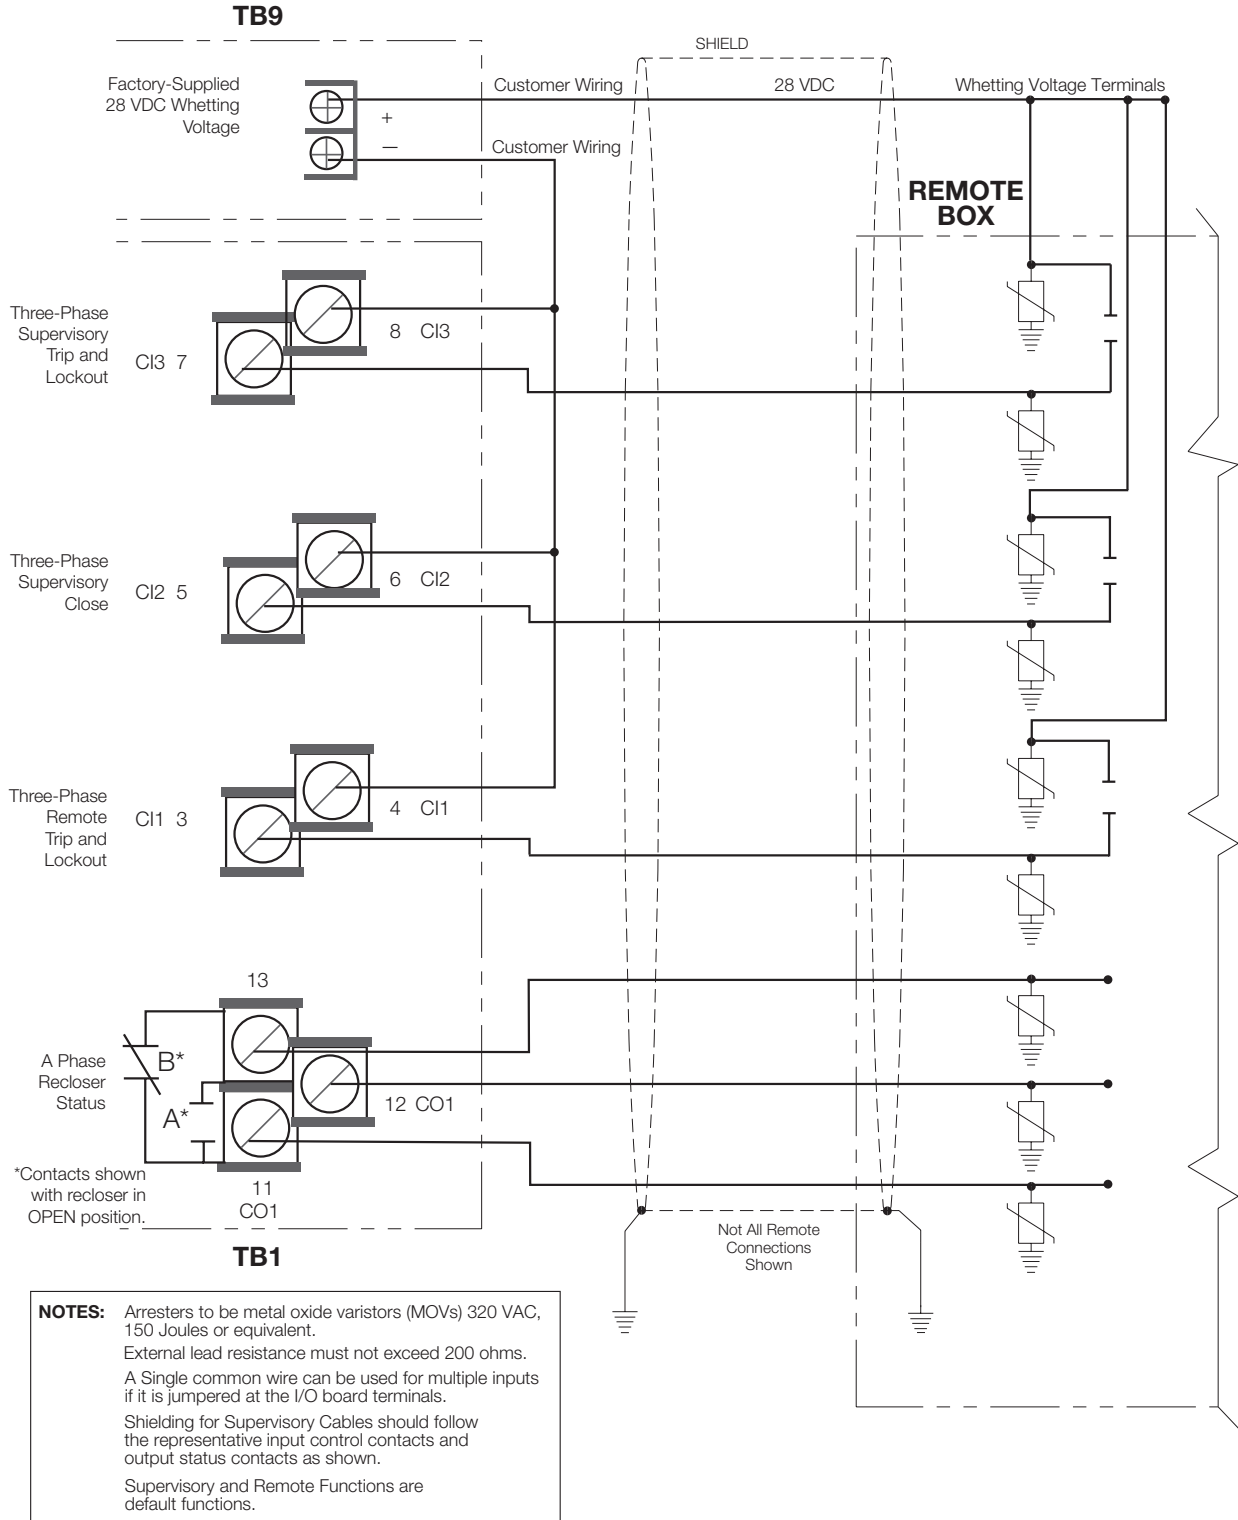 TB9
SHIELD
Factory-Supplied
28 VDC Whetting
Voltage
+
—
Customer Wiring
28 VDC
Whetting Voltage Terminals
Customer Wiring
REMOTE
BOX
Three-Phase
Supervisory
Trip and
Lockout
CI3 7
8 CI3
Three-Phase
Supervisory
Close
CI2 5
6 CI2
Three-Phase
Remote
Trip and
Lockout
CI1 3
4 CI1
13
A Phase
Recloser
Status
B*
A*
12 CO1
*Contacts shown
with recloser in
OPEN position.
11
CO1
TB1
Not All Remote
Connections
Shown
NOTES: Arresters to be metal oxide varistors (MOVs) 320 VAC,
150 Joules or equivalent.
External lead resistance must not exceed 200 ohms.
A Single common wire can be used for multiple inputs
if it is jumpered at the I/O board terminals.
Shielding for Supervisory Cables should follow
the representative input control contacts and
output status contacts as shown.
Supervisory and Remote Functions are
default functions.